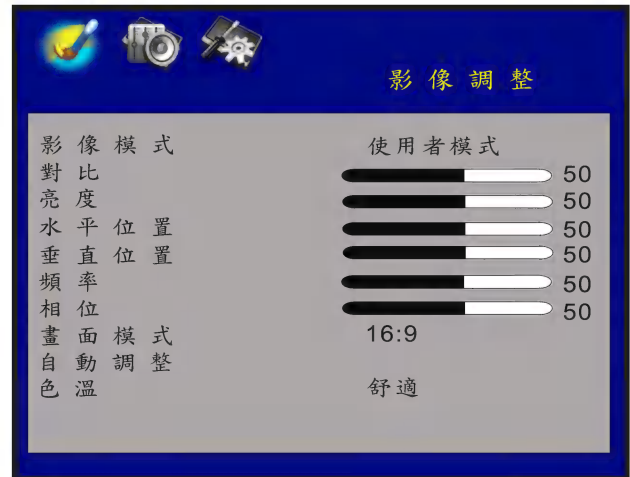 影像調整
影像模式 使用者模式
對比 50
亮度 50
水平位置 50
垂直位置 50
頻率 50
相位 50
畫面模式 16:9
自動調整
色溫 舒適